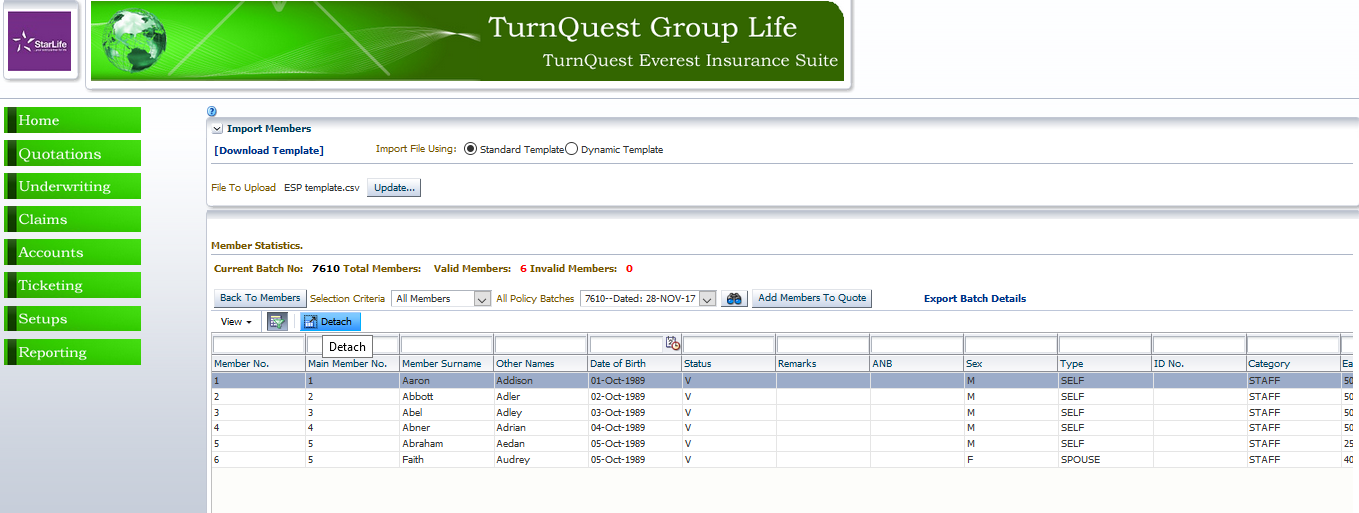 StarLife
TurnQuest Group Life
TurnQuest Everest Insurance Suite
Home
Quotations
Underwriting
Claims
Accounts
Ticketing
Setups
Reporting
Import Members
[Download Template] Import File Using: Standard Template Dynamic Template
File To Upload ESP template.csv Update...
Member Statistics.
Current Batch No: 7610 Total Members: Valid Members: 6 Invalid Members: 0
Back To Members Selection Criteria All Members All Policy Batches 7610--Dated: 28-NOV-17 Add Members To Quote Export Batch Details
View Detach
Detach
Member No. Main Member No. Member Surname Other Names Date of Birth Status Remarks ANB Sex Type ID No. Category Ea
1 1 Aaron Addison 01-Oct-1989 V M SELF STAFF 50
2 2 Abbott Adler 02-Oct-1989 V M SELF STAFF 50
3 3 Abel Adley 03-Oct-1989 V M SELF STAFF 50
4 4 Abner Adrian 04-Oct-1989 V M SELF STAFF 50
5 5 Abraham Aedan 05-Oct-1989 V M SELF STAFF 25
6 5 Faith Audrey 05-Oct-1989 V F SPOUSE STAFF 40